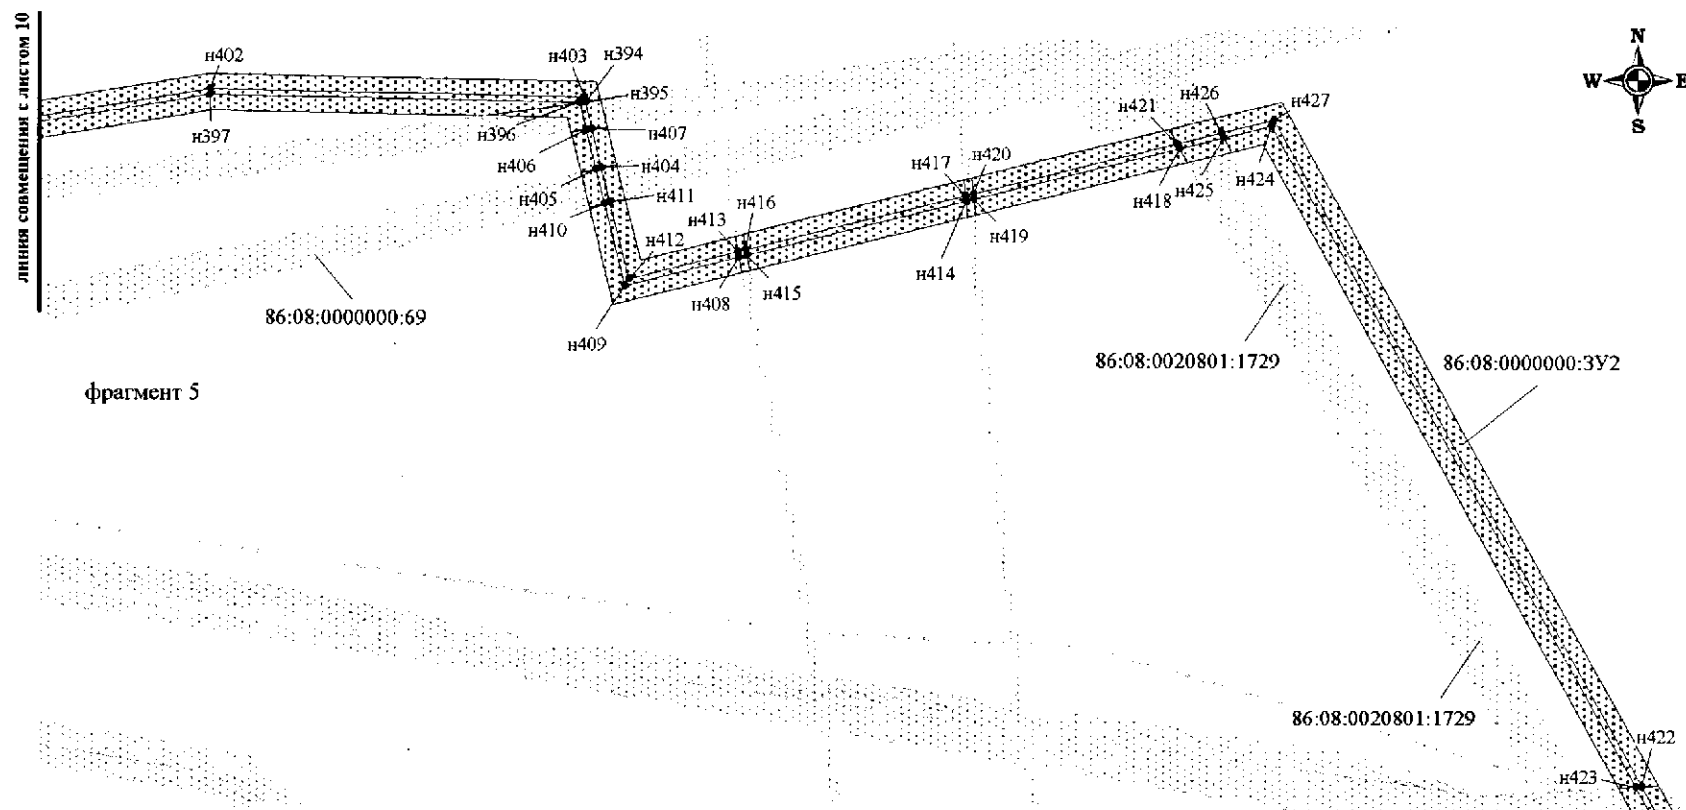 линия совмещения с листом 10
н402
н403
н394
N
W
E
S
н395
н396
н397
н407
н406
н404
н405
н411
н410
н412
н413
н416
н408
н415
н409
н417
н420
н414
н419
н421
н426
н427
н418
н425
н424
86:08:0000000:69
86:08:0020801:1729
86:08:0000000:ЗУ2
фрагмент 5
86:08:0020801:1729
н422
н423